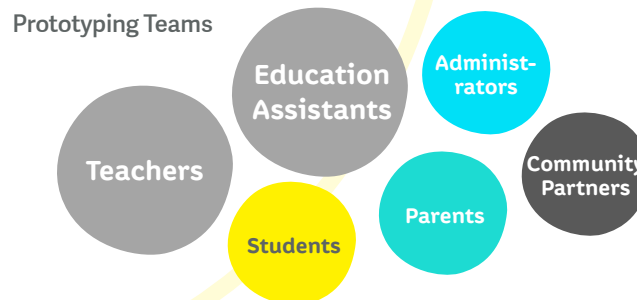 Prototyping Teams
Education
Assistants
Administ-
rators
Teachers
Community
Partners
Parents
Students